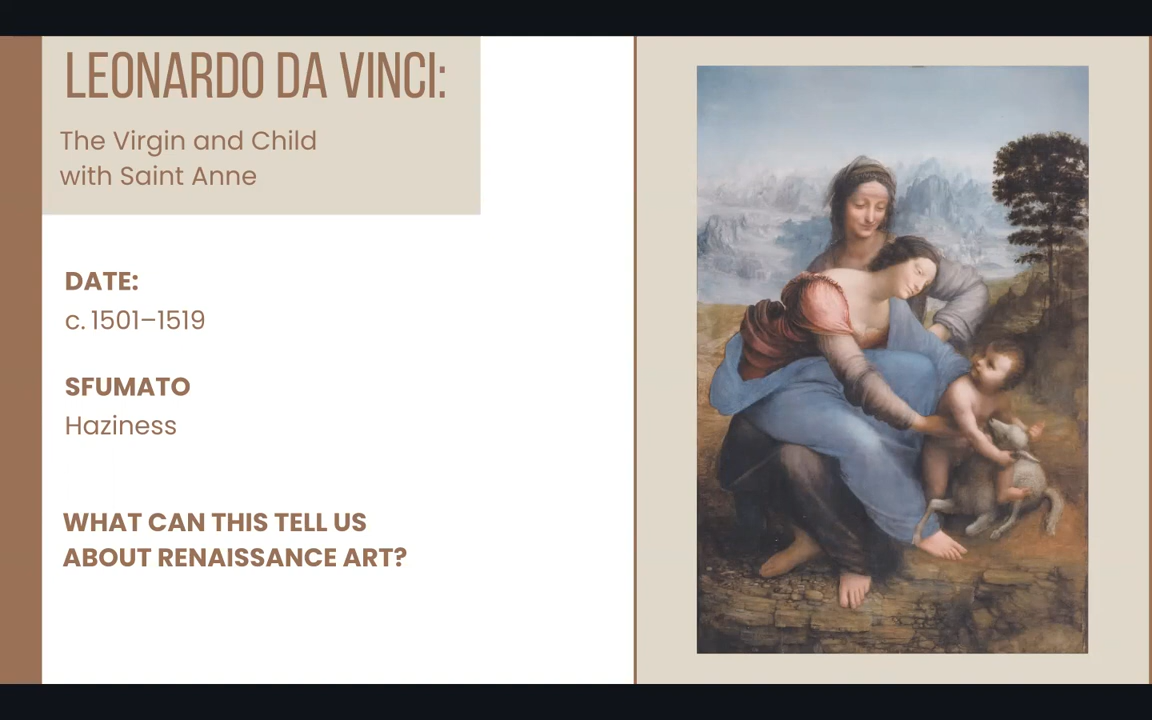 LEONARDO DA VINCI:
The Virgin and Child
with Saint Anne
DATE:
c. 1501–1519
SFUMATO
Haziness
WHAT CAN THIS TELL US
ABOUT RENAISSANCE ART?